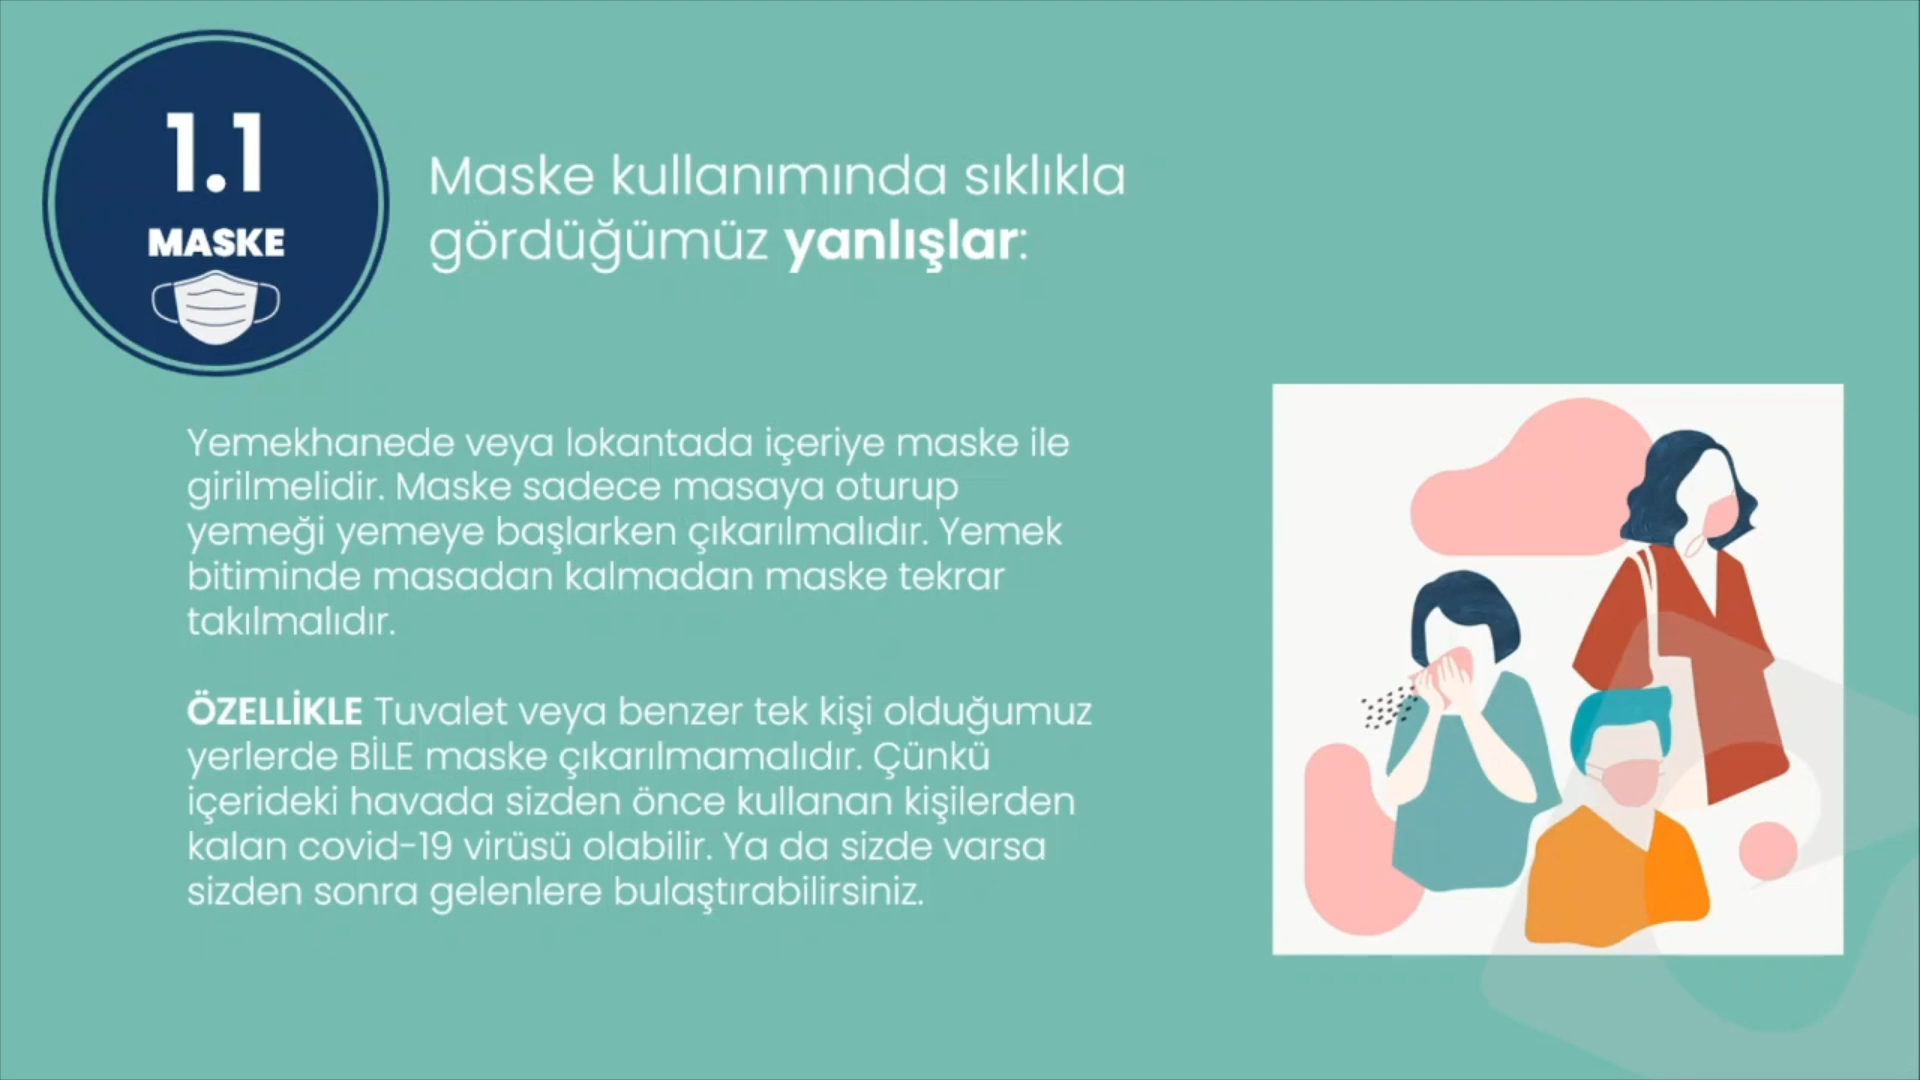 1.1
MASKE
Maske kullanımında sıklıkla
gördüğümüz yanlışlar:
Yemekhanede veya lokantada içeriye maske ile
girilmelidir. Maske sadece masaya oturup
yemeği yemeye başlarken çıkarılmalıdır. Yemek
bitiminde masadan kalmadan maske tekrar
takılmalıdır.
ÖZELLİKLE Tuvalet veya benzer tek kişi olduğumuz
yerlerde BİLE maske çıkarılmamalıdır. Çünkü
içerideki havada sizden önce kullanan kişilerden
kalan covid-19 virüsü olabilir. Ya da sizde varsa
sizden sonra gelenlere bulaştırabilirsiniz.